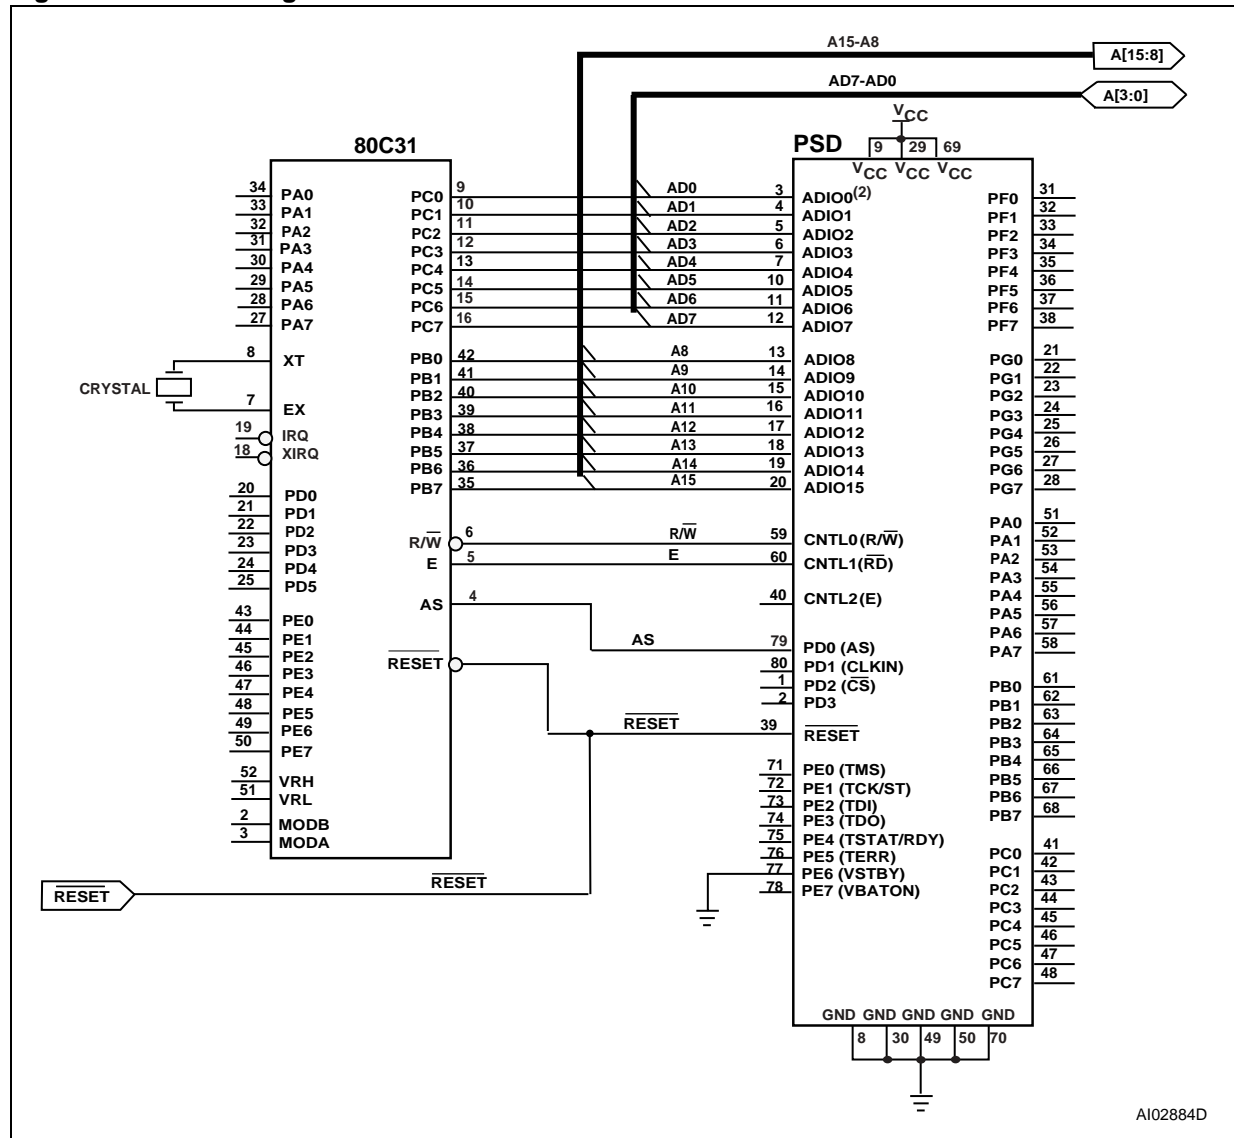 A15-A8
A[15:8]
AD7-AD0
A[3:0]
VCC
80C31
PSD
9 29 69
VCC VCC VCC
34 PA0
33 PA1
32 PA2
31 PA3
30 PA4
29 PA5
28 PA6
27 PA7
8 XT
CRYSTAL
7 EX
19 IRQ
18 XIRQ
20 PD0
21 PD1
22 PD2
23 PD3
24 PD4
25 PD5
43 PE0
44 PE1
45 PE2
46 PE3
47 PE4
48 PE5
49 PE6
50 PE7
52 VRH
51 VRL
2 MODB
3 MODA
PC0 9 AD0 3 ADIO0(2)
PC1 10 AD1 4 ADIO1
PC2 11 AD2 5 ADIO2
PC3 12 AD3 6 ADIO3
PC4 13 AD4 7 ADIO4
PC5 14 AD5 10 ADIO5
PC6 15 AD6 11 ADIO6
PC7 16 AD7 12 ADIO7
PB0 42 A8 13 ADIO8
PB1 41 A9 14 ADIO9
PB2 40 A10 15 ADIO10
PB3 39 A11 16 ADIO11
PB4 38 A12 17 ADIO12
PB5 37 A13 18 ADIO13
PB6 36 A14 19 ADIO14
PB7 35 A15 20 ADIO15
R/W̅ 6 R/W̅ 59 CNTL0(R/W̅)
E 5 E 60 CNTL1(R̅D̅)
40 CNTL2(E)
AS 4 AS 79 PD0 (AS)
80 PD1 (CLKIN)
1 PD2 (C̅S̅)
2 PD3
R̅E̅S̅E̅T̅ R̅E̅S̅E̅T̅ 39 R̅E̅S̅E̅T̅
71 PE0 (TMS)
72 PE1 (TCK/ST)
73 PE2 (TDI)
74 PE3 (TDO)
75 PE4 (TSTAT/RDY)
76 PE5 (TERR)
77 PE6 (VSTBY)
78 PE7 (VBATON)
R̅E̅S̅E̅T̅ R̅E̅S̅E̅T̅
PF0 31
PF1 32
PF2 33
PF3 34
PF4 35
PF5 36
PF6 37
PF7 38
PG0 21
PG1 22
PG2 23
PG3 24
PG4 25
PG5 26
PG6 27
PG7 28
PA0 51
PA1 52
PA2 53
PA3 54
PA4 55
PA5 56
PA6 57
PA7 58
PB0 61
PB1 62
PB2 63
PB3 64
PB4 65
PB5 66
PB6 67
PB7 68
PC0 41
PC1 42
PC2 43
PC3 44
PC4 45
PC5 46
PC6 47
PC7 48
GND GND GND GND GND
8 30 49 50 70
AI02884D